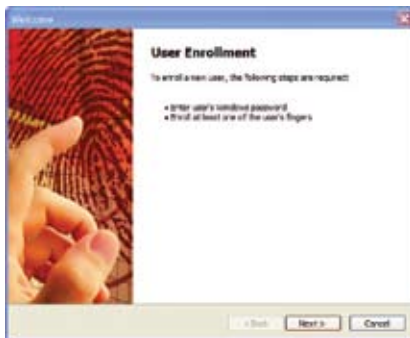 Welcome
User Enrollment
To enroll a new user, the following steps are required:
• Enter user's Windows password
• Enroll at least one of the user's fingers
< Back
Next >
Cancel